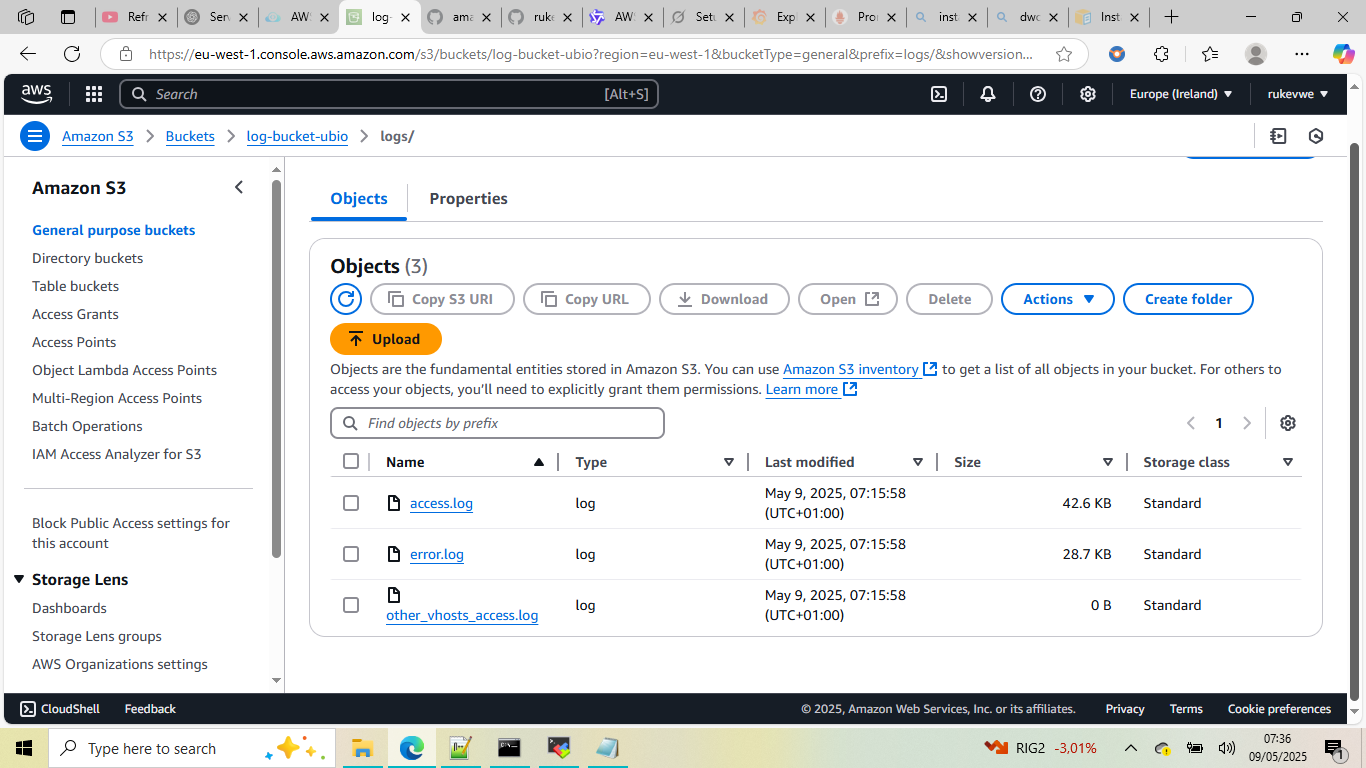 Refr
Serv
AWS
log-
ama
ruke
AWS
Setu
Expl
Pror
insta
dwo
Inst
https://eu-west-1.console.aws.amazon.com/s3/buckets/log-bucket-ubio?region=eu-west-1&bucketType=general&prefix=logs/&showversion...
aws
Search
[Alt+S]
Europe (Ireland)
rukevwe
Amazon S3
Buckets
log-bucket-ubio
logs/
Amazon S3
General purpose buckets
Directory buckets
Table buckets
Access Grants
Access Points
Object Lambda Access Points
Multi-Region Access Points
Batch Operations
IAM Access Analyzer for S3
Block Public Access settings for
this account
Storage Lens
Dashboards
Storage Lens groups
AWS Organizations settings
Objects
Properties
Objects (3)
Copy S3 URI
Copy URL
Download
Open
Delete
Actions
Create folder
Upload
Objects are the fundamental entities stored in Amazon S3. You can use Amazon S3 inventory to get a list of all objects in your bucket. For others to
access your objects, you'll need to explicitly grant them permissions. Learn more
Find objects by prefix
1
Name Type Last modified Size Storage class
access.log log May 9, 2025, 07:15:58 (UTC+01:00) 42.6 KB Standard
error.log log May 9, 2025, 07:15:58 (UTC+01:00) 28.7 KB Standard
other_vhosts_access.log log May 9, 2025, 07:15:58 (UTC+01:00) 0 B Standard
CloudShell
Feedback
© 2025, Amazon Web Services, Inc. or its affiliates.
Privacy
Terms
Cookie preferences
Type here to search
RIG2 -3,01%
07:36
09/05/2025
1